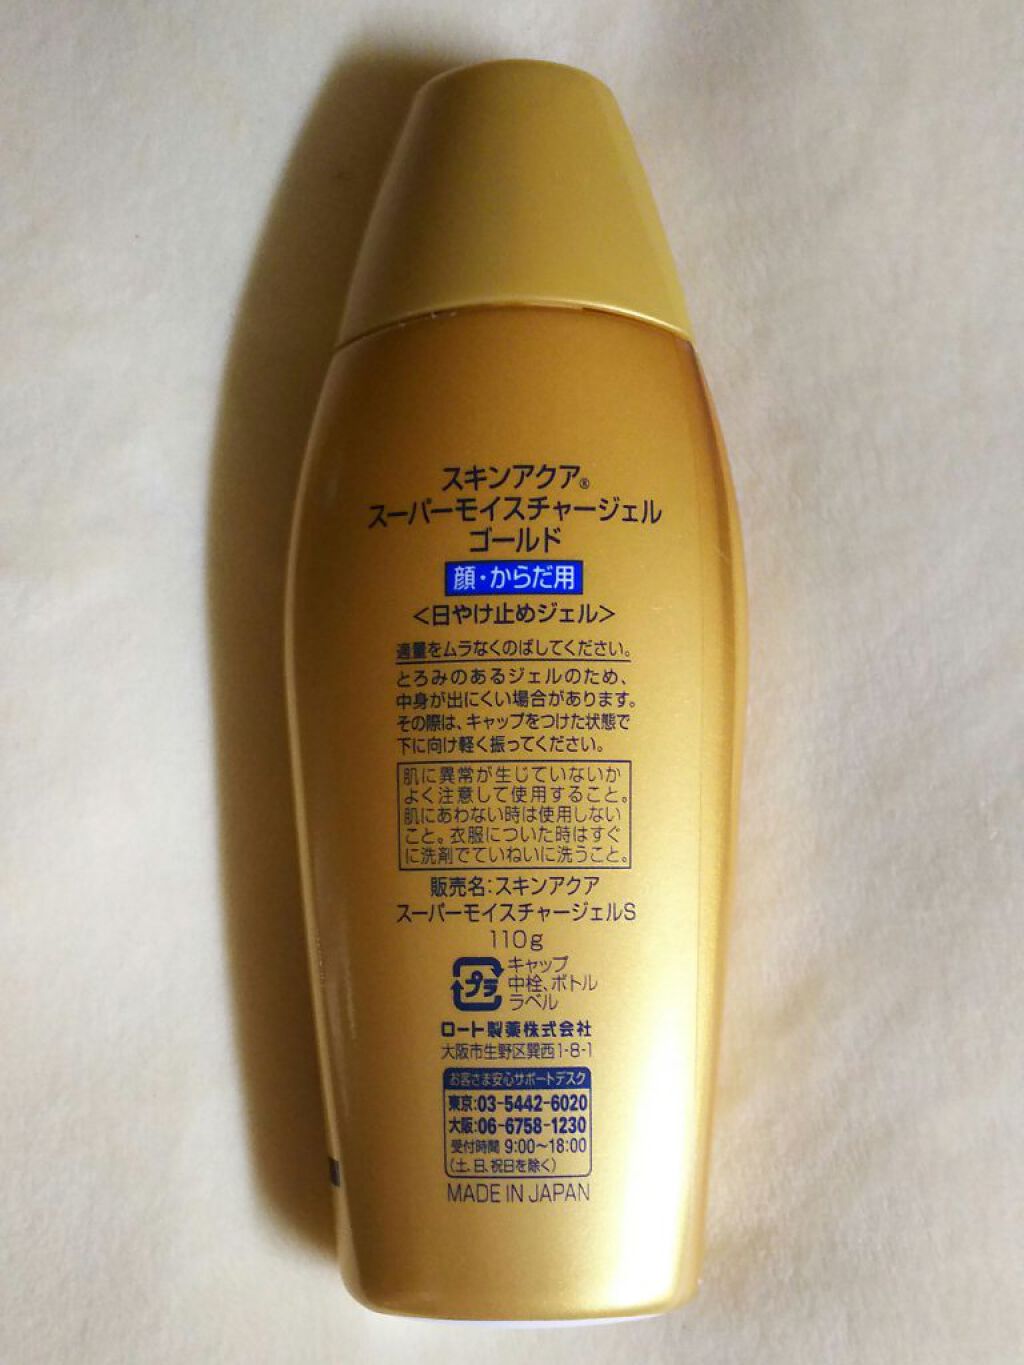 スキンアクア®
スーパーモイスチャージェル
ゴールド
顔・からだ用
<日やけ止めジェル>
適量をムラなくのばしてください。
とろみのあるジェルのため、
中身が出にくい場合があります。
その際は、キャップをつけた状態で
下に向け軽く振ってください。
肌に異常が生じていないか
よく注意して使用すること。
肌にあわない時は使用しない
こと。衣服についた時はすぐ
に洗剤でていねいに洗うこと。
販売名:スキンアクア
スーパーモイスチャージェルS
110g
プラ
キャップ
中栓、ボトル
ラベル
ロート製薬株式会社
大阪市生野区巽西1-8-1
お客さま安心サポートデスク
東京:03-5442-6020
大阪:06-6758-1230
受付時間 9:00〜18:00
(土、日、祝日を除く)
MADE IN JAPAN